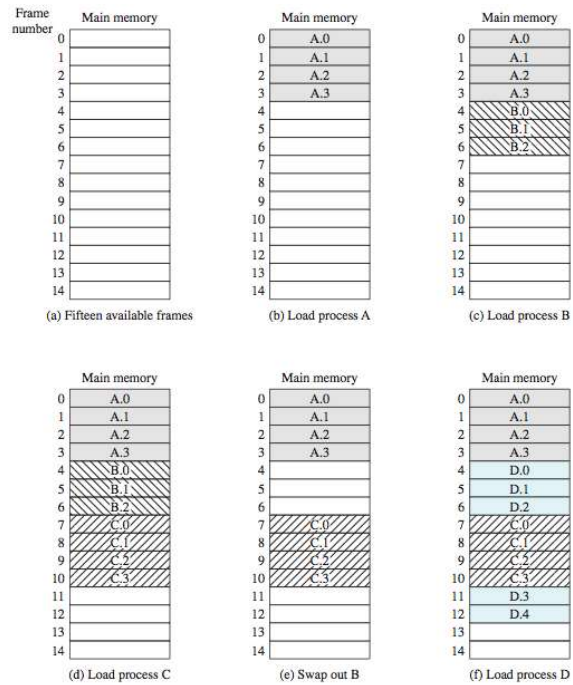 Frame
number
Main memory
0
1
2
3
4
5
6
7
8
9
10
11
12
13
14
(a) Fifteen available frames
Main memory
0 A.0
1 A.1
2 A.2
3 A.3
4
5
6
7
8
9
10
11
12
13
14
(b) Load process A
Main memory
0 A.0
1 A.1
2 A.2
3 A.3
4 B.0
5 B.1
6 B.2
7
8
9
10
11
12
13
14
(c) Load process B
Main memory
0 A.0
1 A.1
2 A.2
3 A.3
4 B.0
5 B.1
6 B.2
7 C.0
8 C.1
9 C.2
10 C.3
11
12
13
14
(d) Load process C
Main memory
0 A.0
1 A.1
2 A.2
3 A.3
4
5
6
7 C.0
8 C.1
9 C.2
10 C.3
11
12
13
14
(e) Swap out B
Main memory
0 A.0
1 A.1
2 A.2
3 A.3
4 D.0
5 D.1
6 D.2
7 C.0
8 C.1
9 C.2
10 C.3
11 D.3
12 D.4
13
14
(f) Load process D